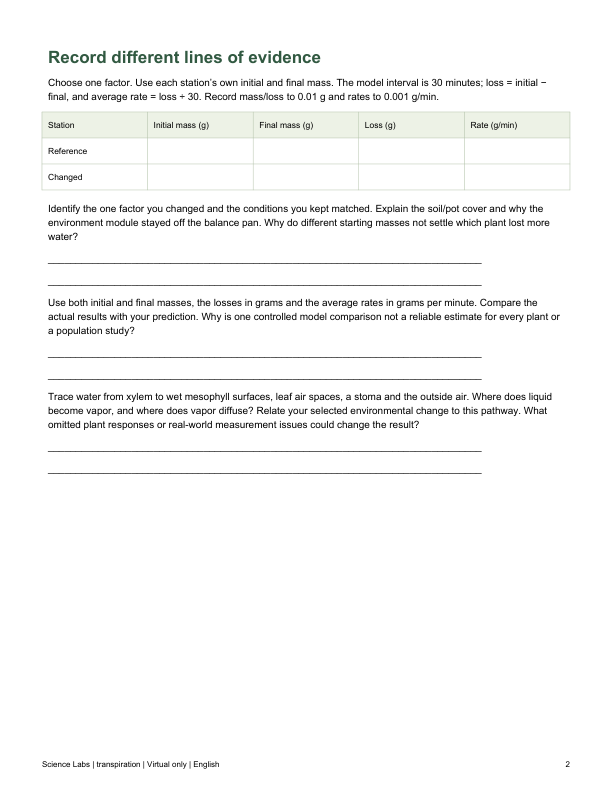 Record different lines of evidence
Choose one factor. Use each station’s own initial and final mass. The model interval is 30 minutes; loss = initial −
final, and average rate = loss ÷ 30. Record mass/loss to 0.01 g and rates to 0.001 g/min.
Station Initial mass (g) Final mass (g) Loss (g) Rate (g/min)
Reference
Changed
Identify the one factor you changed and the conditions you kept matched. Explain the soil/pot cover and why the
environment module stayed off the balance pan. Why do different starting masses not settle which plant lost more
water?
Use both initial and final masses, the losses in grams and the average rates in grams per minute. Compare the
actual results with your prediction. Why is one controlled model comparison not a reliable estimate for every plant or
a population study?
Trace water from xylem to wet mesophyll surfaces, leaf air spaces, a stoma and the outside air. Where does liquid
become vapor, and where does vapor diffuse? Relate your selected environmental change to this pathway. What
omitted plant responses or real-world measurement issues could change the result?
Science Labs | transpiration | Virtual only | English 2